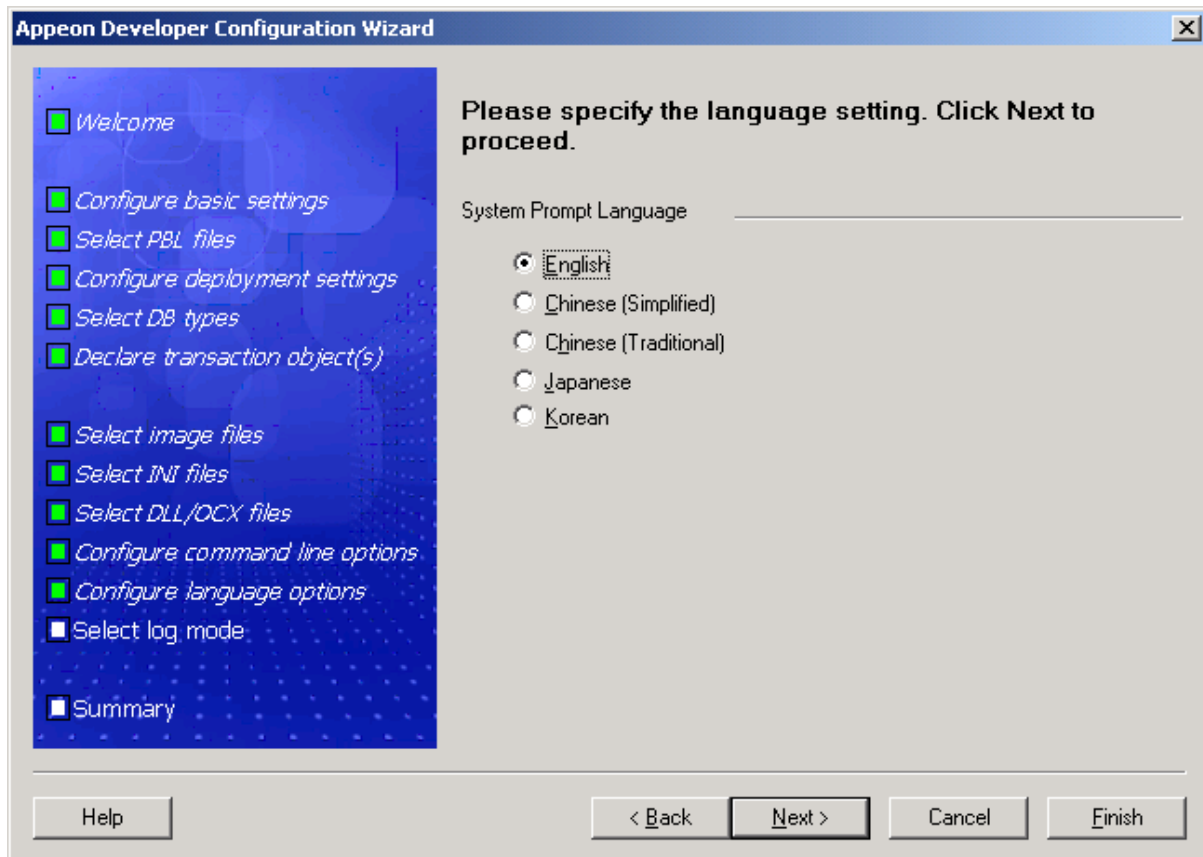 Appeon Developer Configuration Wizard
Welcome
Configure basic settings
Select PBL files
Configure deployment settings
Select DB types
Declare transaction object(s)
Select image files
Select INI files
Select DLL/OCX files
Configure command line options
Configure language options
Select log mode
Summary
Please specify the language setting. Click Next to
proceed.
System Prompt Language
English
Chinese (Simplified)
Chinese (Traditional)
Japanese
Korean
Help
< Back
Next >
Cancel
Finish